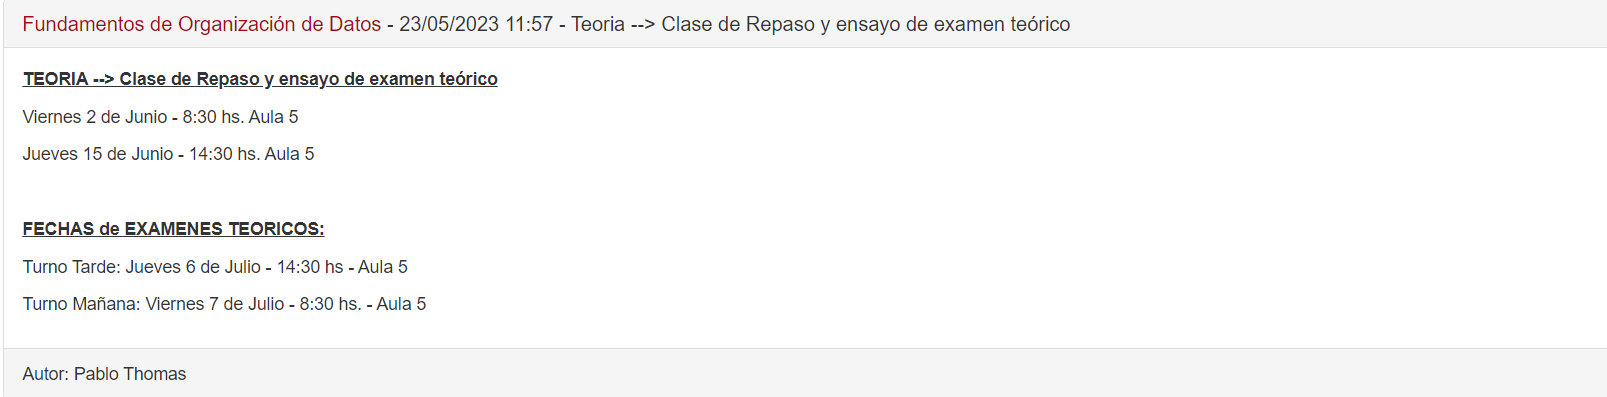 Fundamentos de Organización de Datos - 23/05/2023 11:57 - Teoria --> Clase de Repaso y ensayo de examen teórico
TEORIA --> Clase de Repaso y ensayo de examen teórico
Viernes 2 de Junio - 8:30 hs. Aula 5
Jueves 15 de Junio - 14:30 hs. Aula 5
FECHAS de EXAMENES TEORICOS:
Turno Tarde: Jueves 6 de Julio - 14:30 hs - Aula 5
Turno Mañana: Viernes 7 de Julio - 8:30 hs. - Aula 5
Autor: Pablo Thomas